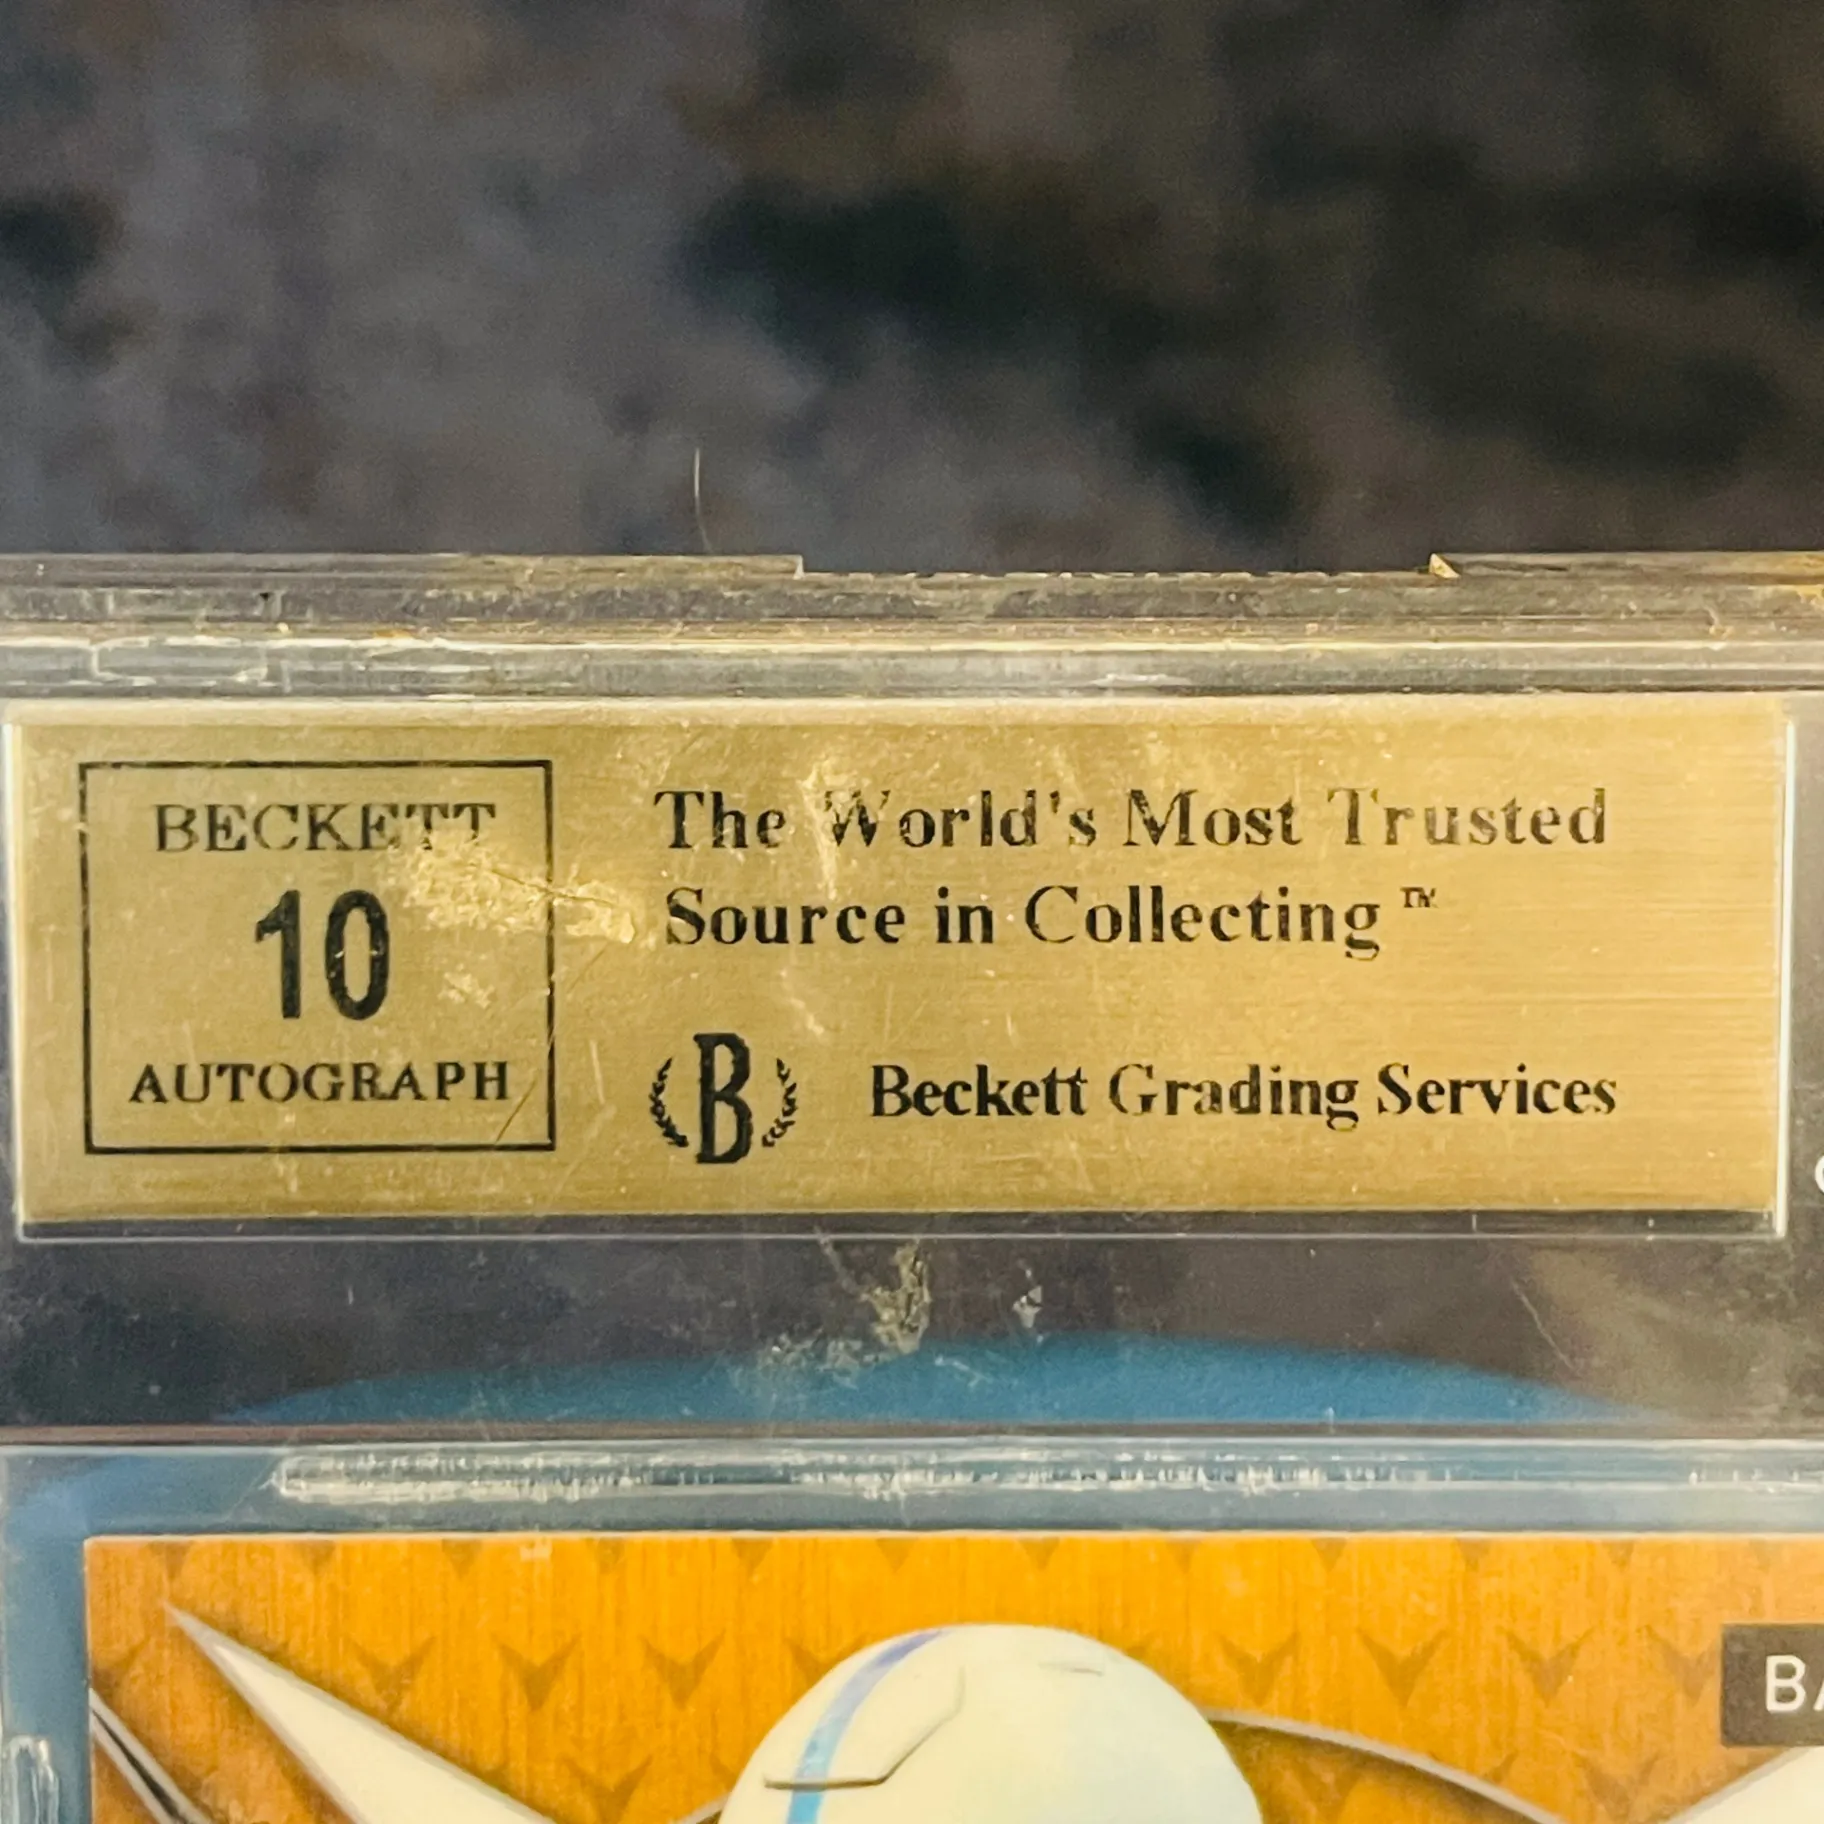 BECKETT
10
AUTOGRAPH
The World's Most Trusted
Source in Collecting™
B
Beckett Grading Services